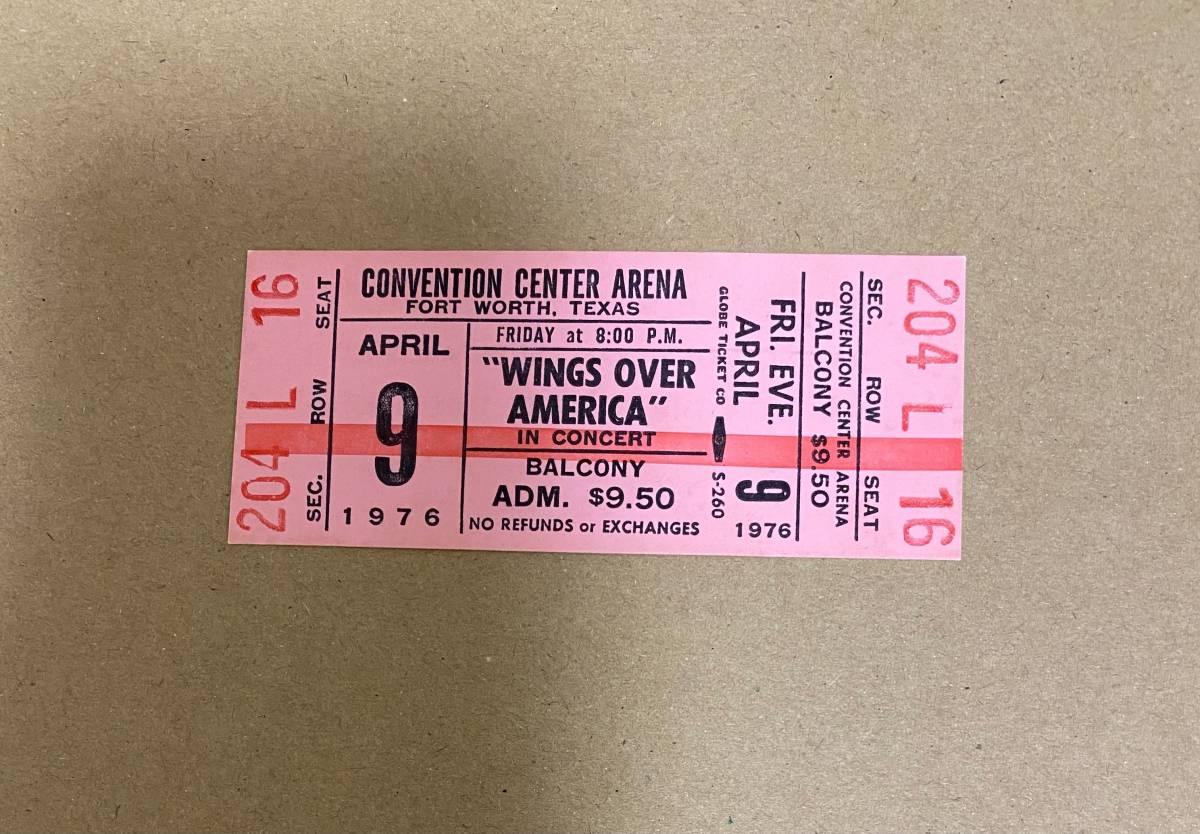 204 L 16
SEC. ROW SEAT
CONVENTION CENTER ARENA
FORT WORTH, TEXAS
APRIL
9
1976
FRIDAY at 8:00 P.M.
"WINGS OVER
AMERICA"
IN CONCERT
BALCONY
ADM. $9.50
NO REFUNDS or EXCHANGES
GLOBE TICKET CO S-260
FRI. EVE.
APRIL
9
1976
SEC. ROW SEAT
CONVENTION CENTER ARENA
BALCONY $9.50
204 L 16